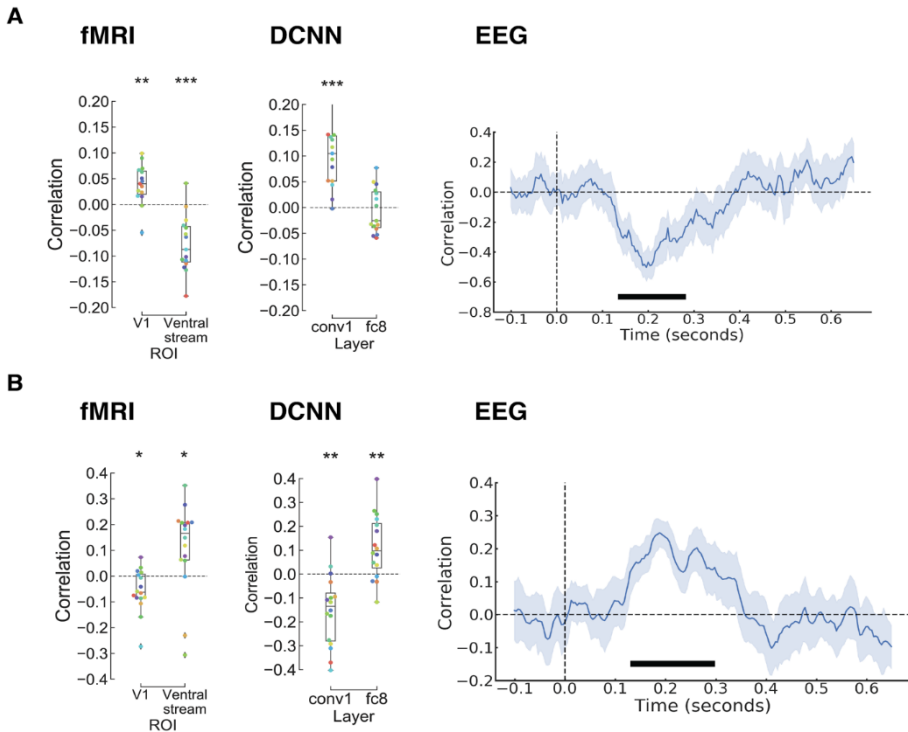 A
fMRI
DCNN
EEG
** ***
***
0.20
0.15
0.10
0.05
0.00
−0.05
−0.10
−0.15
−0.20
Correlation
V1
Ventral
stream
ROI
0.20
0.15
0.10
0.05
0.00
−0.05
−0.10
−0.15
−0.20
Correlation
conv1 fc8
Layer
0.4
0.2
0.0
−0.2
−0.4
−0.6
−0.8
Correlation
−0.1 0.0 0.1 0.2 0.3 0.4 0.5 0.6
Time (seconds)
B
fMRI
DCNN
EEG
* *
** **
0.4
0.3
0.2
0.1
0.0
−0.1
−0.2
−0.3
−0.4
Correlation
V1
Ventral
stream
ROI
0.4
0.3
0.2
0.1
0.0
−0.1
−0.2
−0.3
−0.4
Correlation
conv1 fc8
Layer
0.4
0.3
0.2
0.1
0.0
−0.1
−0.2
Correlation
−0.1 0.0 0.1 0.2 0.3 0.4 0.5 0.6
Time (seconds)